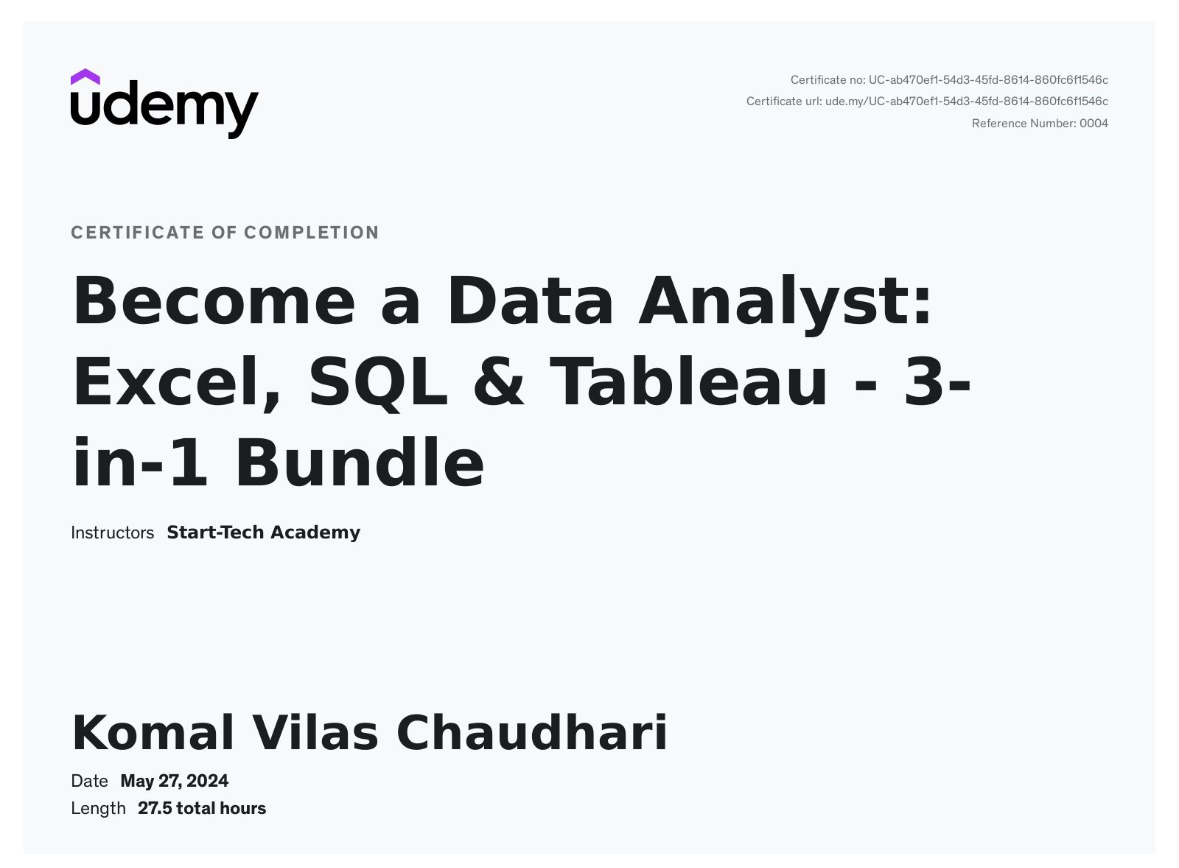 udemy
Certificate no: UC-ab470ef1-54d3-45fd-8614-860fc6f1546c
Certificate url: ude.my/UC-ab470ef1-54d3-45fd-8614-860fc6f1546c
Reference Number: 0004
CERTIFICATE OF COMPLETION
Become a Data Analyst:
Excel, SQL & Tableau - 3-
in-1 Bundle
Instructors Start-Tech Academy
Komal Vilas Chaudhari
Date May 27, 2024
Length 27.5 total hours